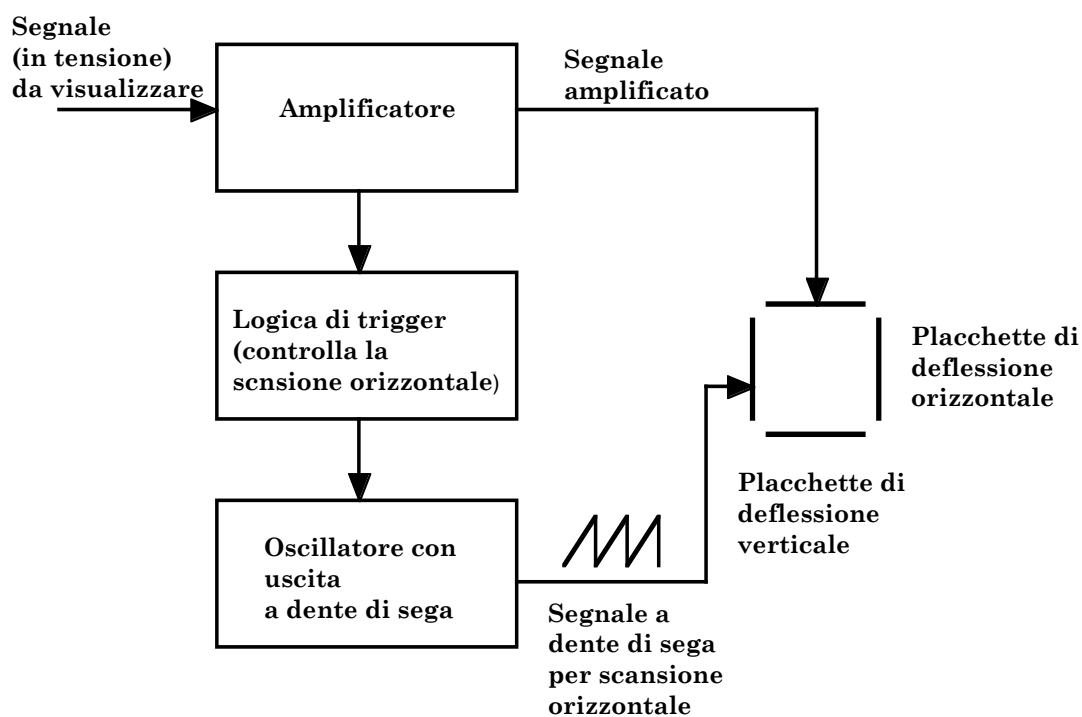 Segnale
(in tensione)
da visualizzare
Amplificatore
Segnale
amplificato
Logica di trigger
(controlla la
scnsione orizzontale)
Placchette di
deflessione
orizzontale
Placchette di
deflessione
verticale
Oscillatore con
uscita
a dente di sega
Segnale a
dente di sega
per scansione
orizzontale